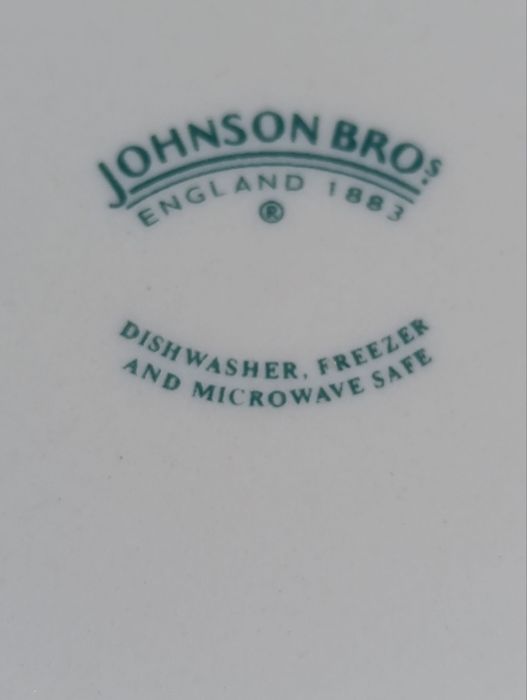 JOHNSON BROS
ENGLAND 1883
®
DISHWASHER, FREEZER
AND MICROWAVE SAFE